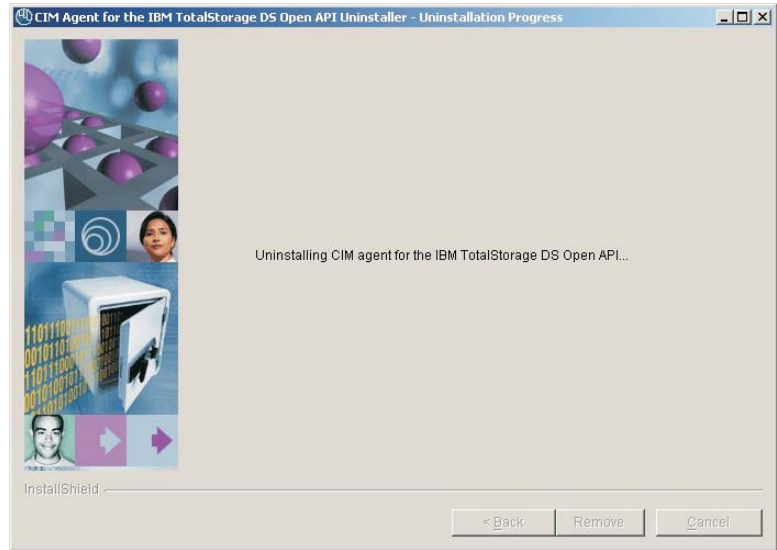 CIM Agent for the IBM TotalStorage DS Open API Uninstaller - Uninstallation Progress
Uninstalling CIM agent for the IBM TotalStorage DS Open API...
InstallShield
< Back
Remove
Cancel